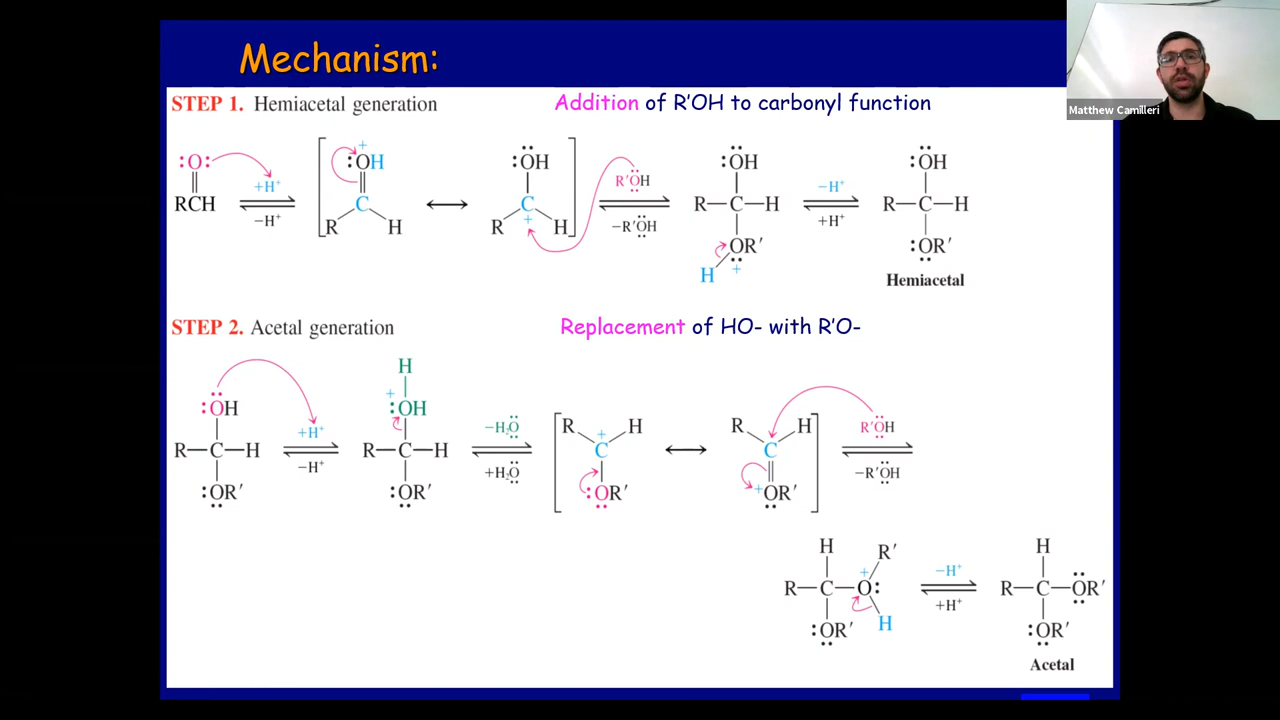 Mechanism:
Matthew Camilleri
STEP 1. Hemiacetal generation
Addition of R'OH to carbonyl function
:O:
RCH
+H⁺
−H⁺
+
:OH
C
R
H
:OH
C
+
R
H
R'OH
−R'OH
:OH
R—C—H
OR'
H
+
−H⁺
+H⁺
:OH
R—C—H
:OR'
Hemiacetal
STEP 2. Acetal generation
Replacement of HO- with R'O-
:OH
R—C—H
:OR'
+H⁺
−H⁺
H
+
:OH
R—C—H
:OR'
−H₂O
+H₂O
R
+
H
C
:OR'
R
H
C
+OR'
R'OH
−R'OH
H
R'
+
R—C—O:
:OR'
H
−H⁺
+H⁺
H
R—C—OR'
:OR'
Acetal